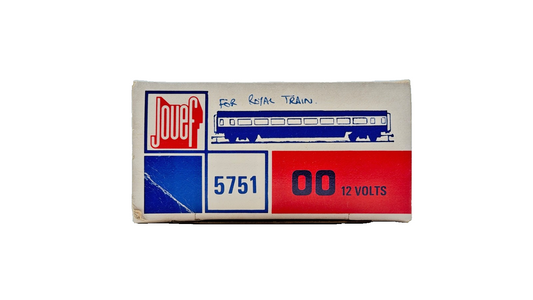 FOR ROYAL TRAIN.
Jouef
5751
OO 12 VOLTS